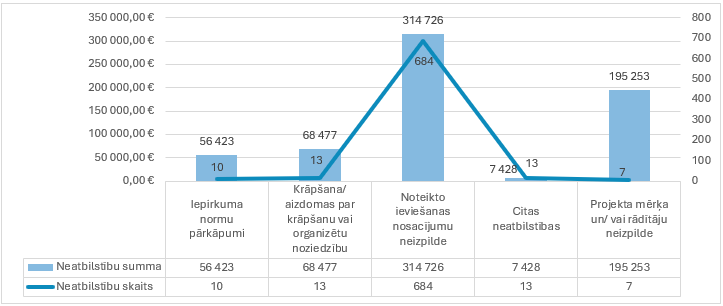 350 000,00 €
300 000,00 €
250 000,00 €
200 000,00 €
150 000,00 €
100 000,00 €
50 000,00 €
0,00 €
800
700
600
500
400
300
200
100
0
56 423
68 477
314 726
7 428
195 253
10
13
684
13
7
Iepirkuma
normu
pārkāpumi
Krāpšana/
aizdomas par
krāpšanu vai
organizētu
noziedzību
Noteikto
ieviešanas
nosacījumu
neizpilde
Citas
neatbilstības
Projekta mērķa
un/ vai rādītāju
neizpilde
Neatbilstību summa 56 423 68 477 314 726 7 428 195 253
Neatbilstību skaits 10 13 684 13 7